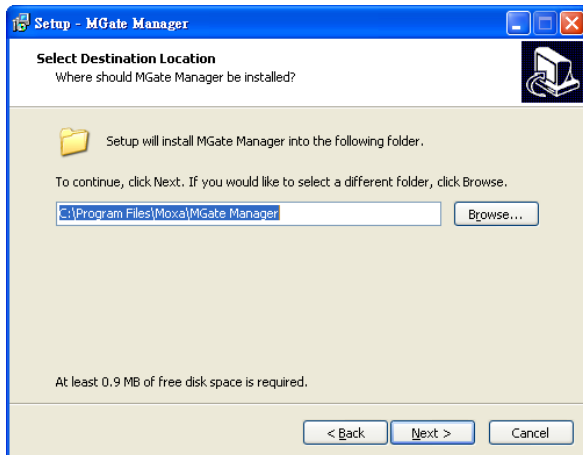 Setup - MGate Manager
Select Destination Location
Where should MGate Manager be installed?
Setup will install MGate Manager into the following folder.
To continue, click Next. If you would like to select a different folder, click Browse.
C:\Program Files\Moxa\MGate Manager
Browse...
At least 0.9 MB of free disk space is required.
< Back Next > Cancel